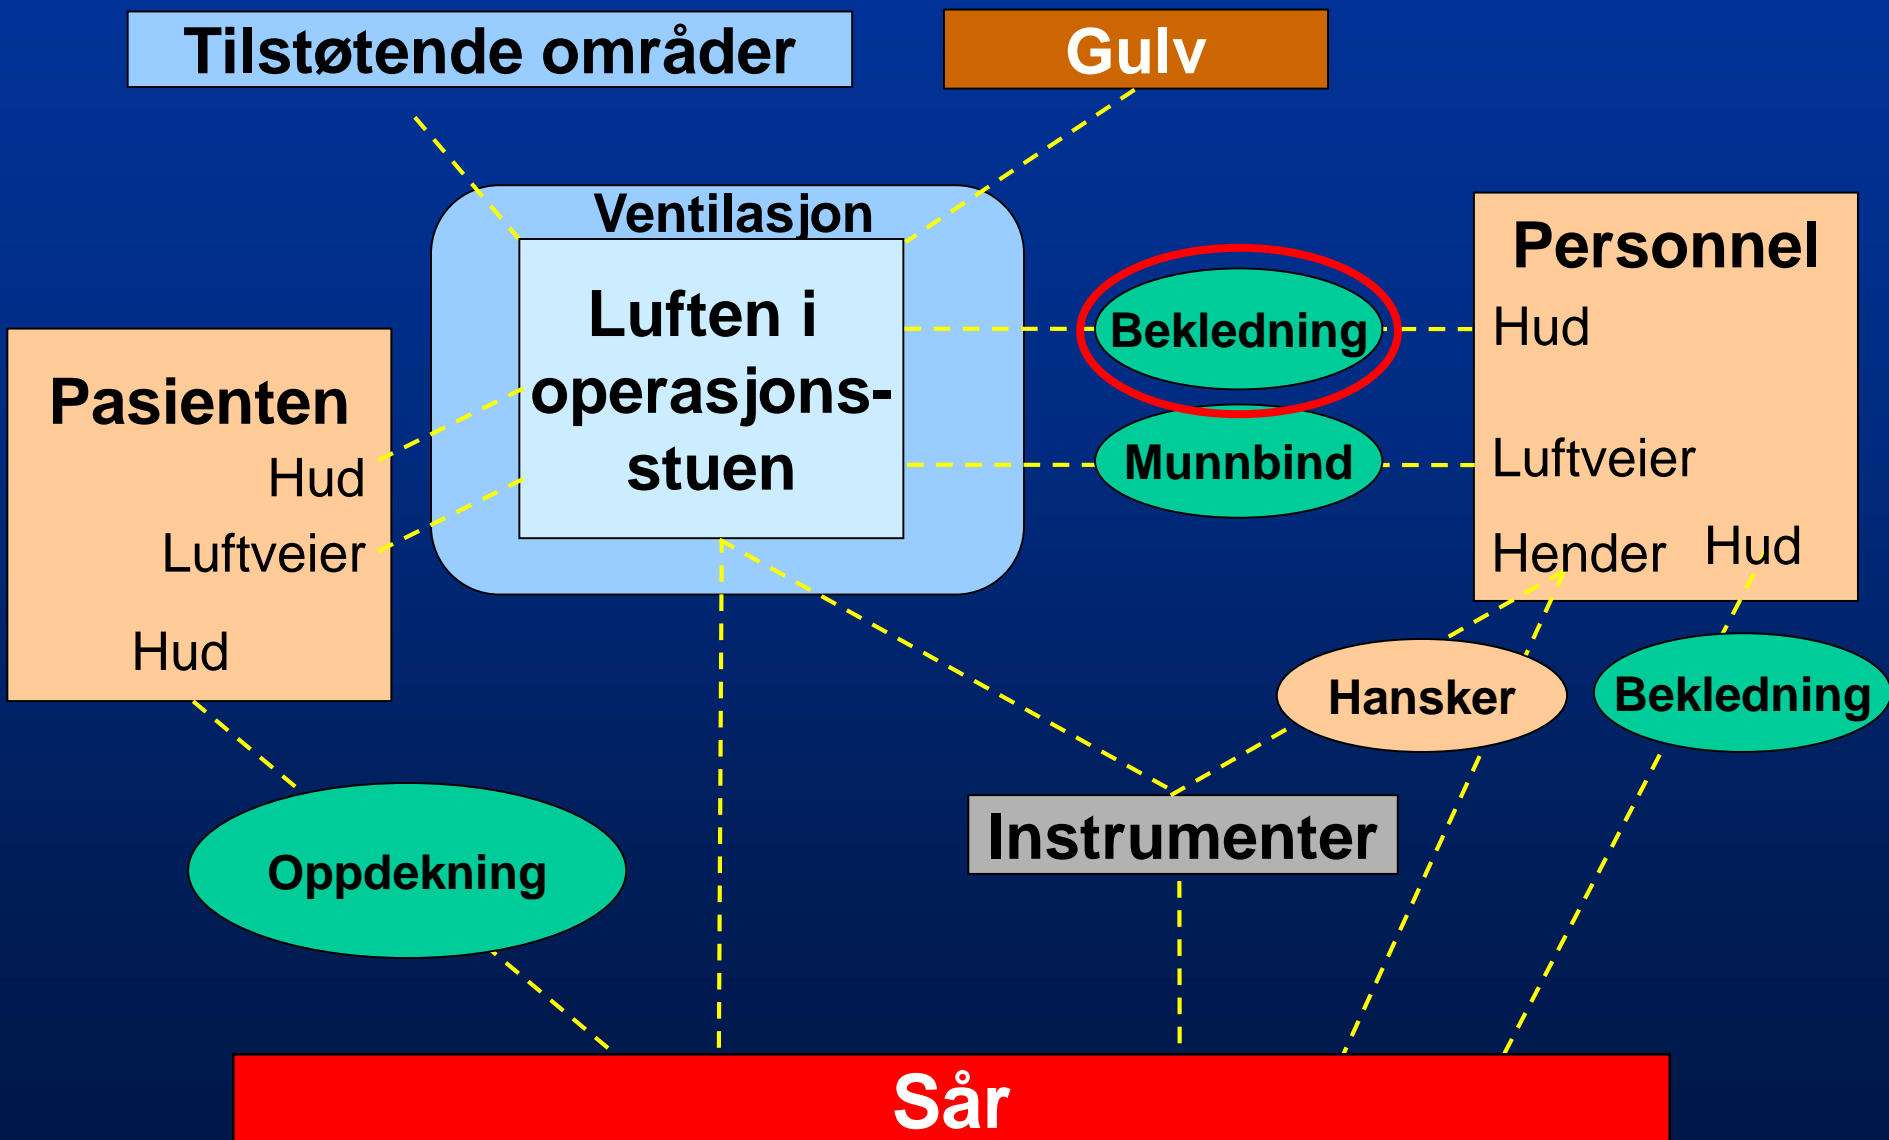 Tilstøtende områder
Gulv
Ventilasjon
Luften i
operasjons-
stuen
Bekledning
Munnbind
Personnel
Hud
Luftveier
Hender
Hud
Pasienten
Hud
Luftveier
Hud
Hansker
Bekledning
Instrumenter
Oppdekning
Sår